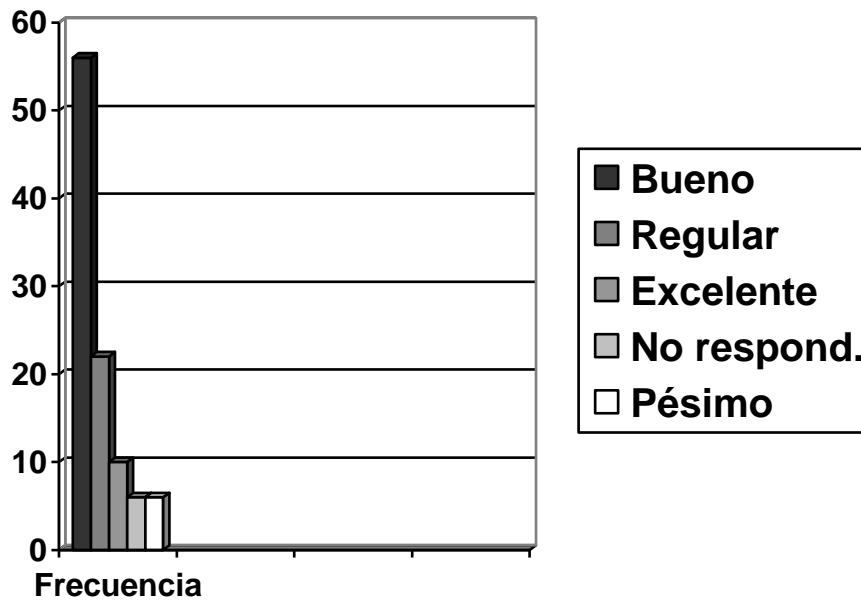 60
50
40
30
20
10
0
Frecuencia
Bueno
Regular
Excelente
No respond.
Pésimo